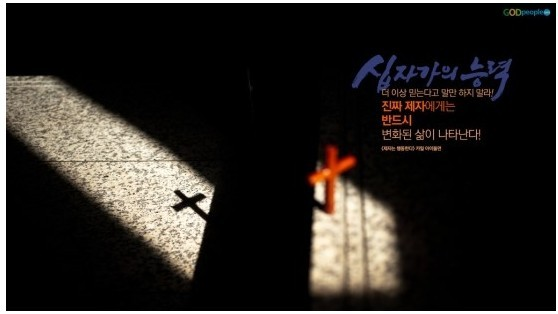 GODpeople
십자가의 능력
더 이상 믿는다고 말만 하지 말라!
진짜 제자에게는
반드시
변화된 삶이 나타난다!